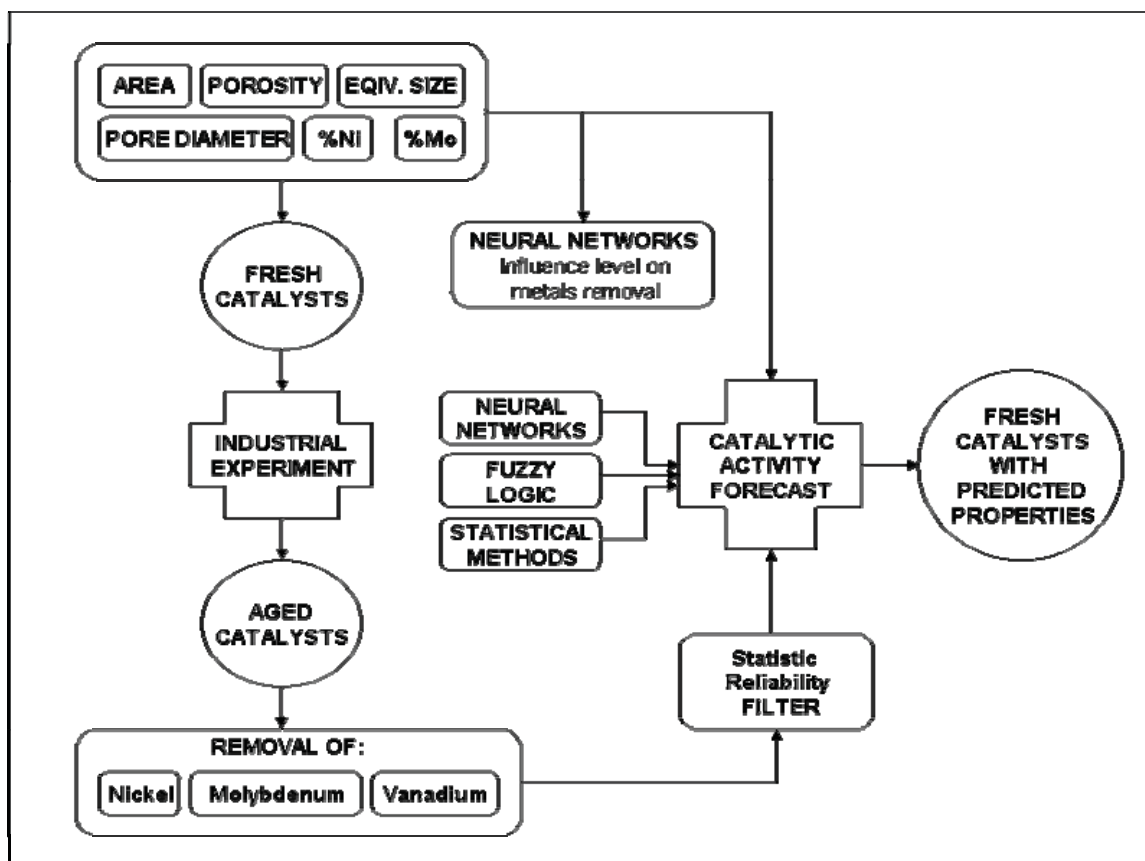 AREA
POROSITY
EQIV. SIZE
PORE DIAMETER
%Ni
%Mo
FRESH
CATALYSTS
NEURAL NETWORKS
Influence level on
metals removal
INDUSTRIAL
EXPERIMENT
NEURAL
NETWORKS
FUZZY
LOGIC
STATISTICAL
METHODS
CATALYTIC
ACTIVITY
FORECAST
FRESH
CATALYSTS
WITH
PREDICTED
PROPERTIES
AGED
CATALYSTS
Statistic
Reliability
FILTER
REMOVAL OF:
Nickel
Molybdenum
Vanadium